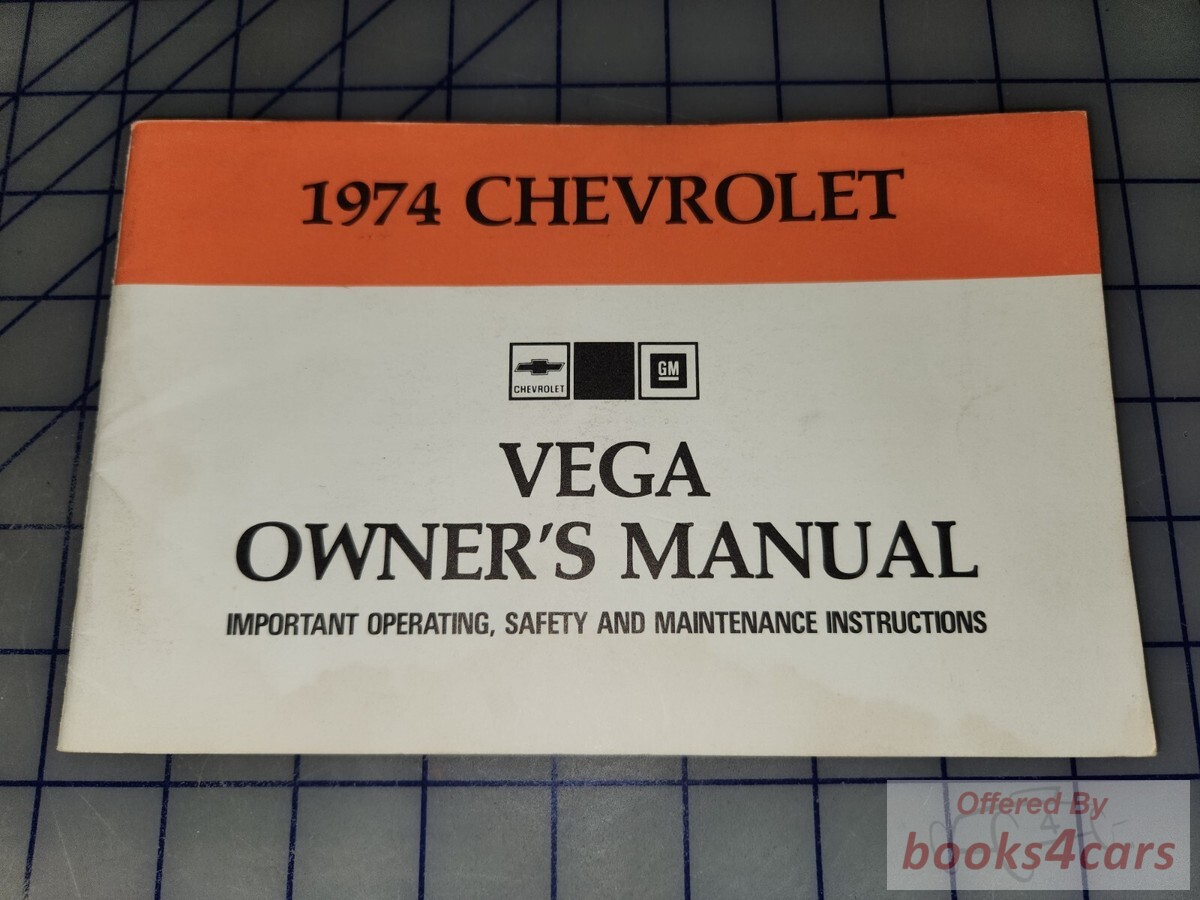 1974 CHEVROLET
CHEVROLET
GM
VEGA
OWNER'S MANUAL
IMPORTANT OPERATING, SAFETY AND MAINTENANCE INSTRUCTIONS
Offered By
books4cars